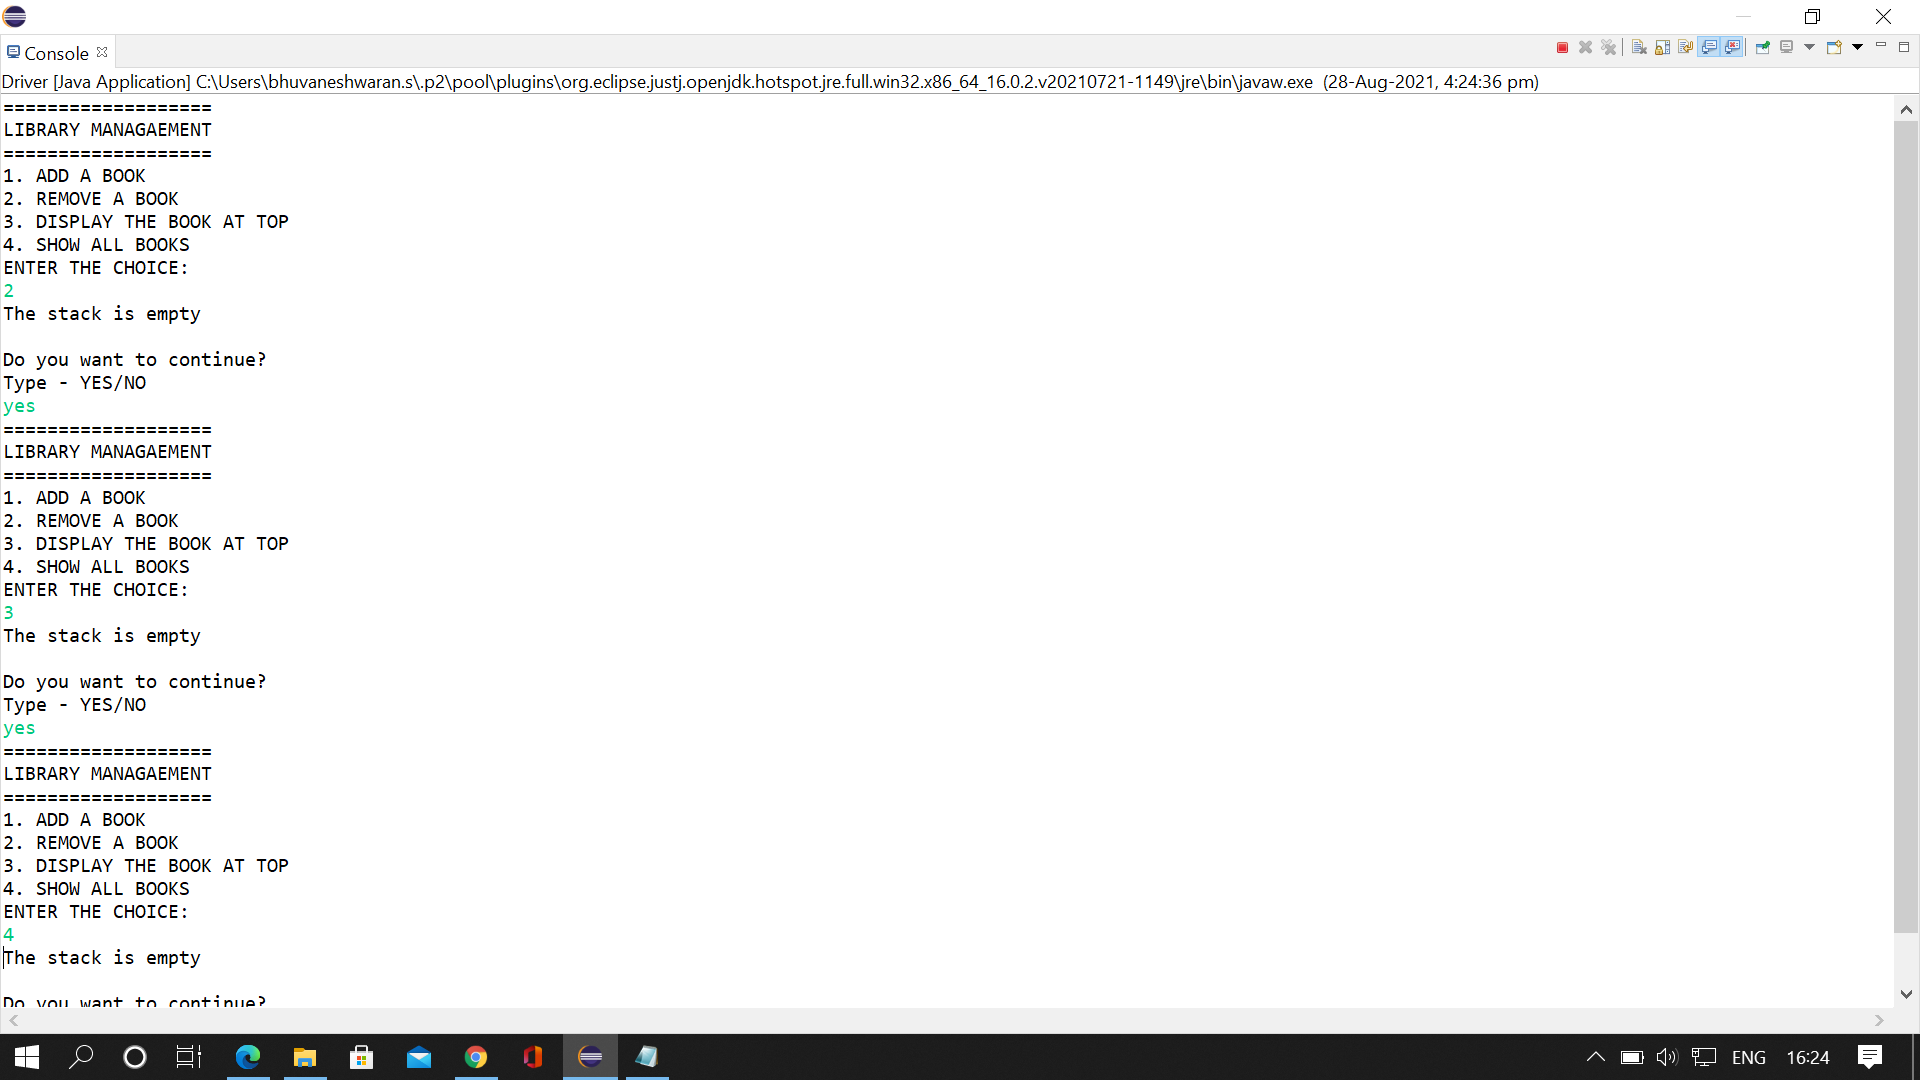 Console
Driver [Java Application] C:\Users\bhuvaneshwaran.s\.p2\pool\plugins\org.eclipse.justj.openjdk.hotspot.jre.full.win32.x86_64_16.0.2.v20210721-1149\jre\bin\javaw.exe  (28-Aug-2021, 4:24:36 pm)
===================
LIBRARY MANAGAEMENT
===================
1. ADD A BOOK
2. REMOVE A BOOK
3. DISPLAY THE BOOK AT TOP
4. SHOW ALL BOOKS
ENTER THE CHOICE:
2
The stack is empty
Do you want to continue?
Type - YES/NO
yes
===================
LIBRARY MANAGAEMENT
===================
1. ADD A BOOK
2. REMOVE A BOOK
3. DISPLAY THE BOOK AT TOP
4. SHOW ALL BOOKS
ENTER THE CHOICE:
3
The stack is empty
Do you want to continue?
Type - YES/NO
yes
===================
LIBRARY MANAGAEMENT
===================
1. ADD A BOOK
2. REMOVE A BOOK
3. DISPLAY THE BOOK AT TOP
4. SHOW ALL BOOKS
ENTER THE CHOICE:
4
The stack is empty
Do you want to continue?
ENG 16:24